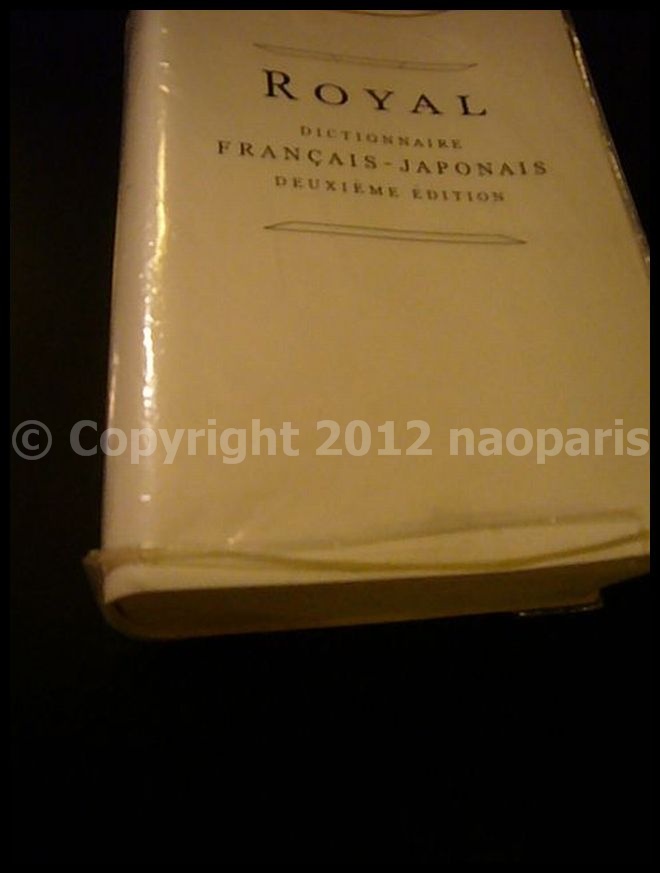 ROYAL
DICTIONNAIRE
FRANÇAIS-JAPONAIS
DEUXIÈME ÉDITION
© Copyright 2012 naoparis